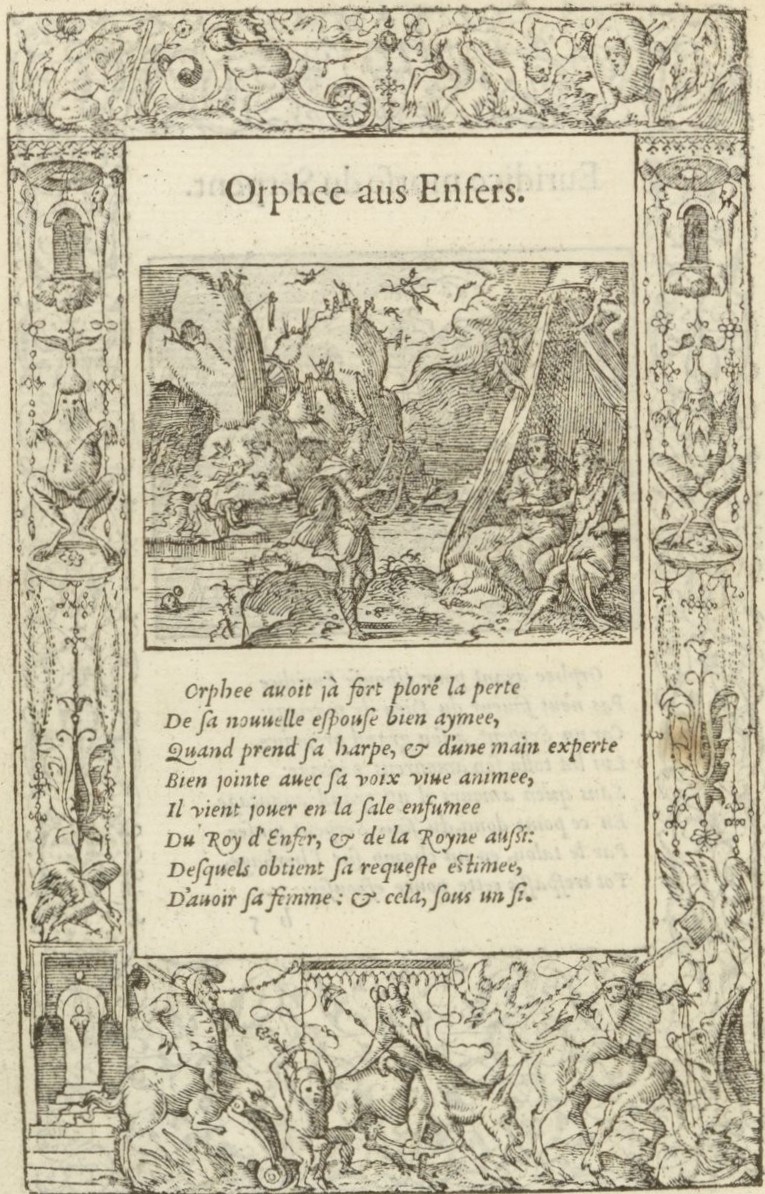 Orphee aus Enfers.
Orphee auoit jà fort ploré la perte
De ſa nouuelle eſpouſe bien aymee,
Quand prend ſa harpe, & d'une main experte
Bien jointe auec ſa voix viue animee,
Il vient jouer en la ſale enfumee
Du Roy d'Enfer, & de la Royne auſsi:
Deſquels obtient ſa requeſte eſtimee,
D'auoir ſa femme: & cela, ſous un ſi.